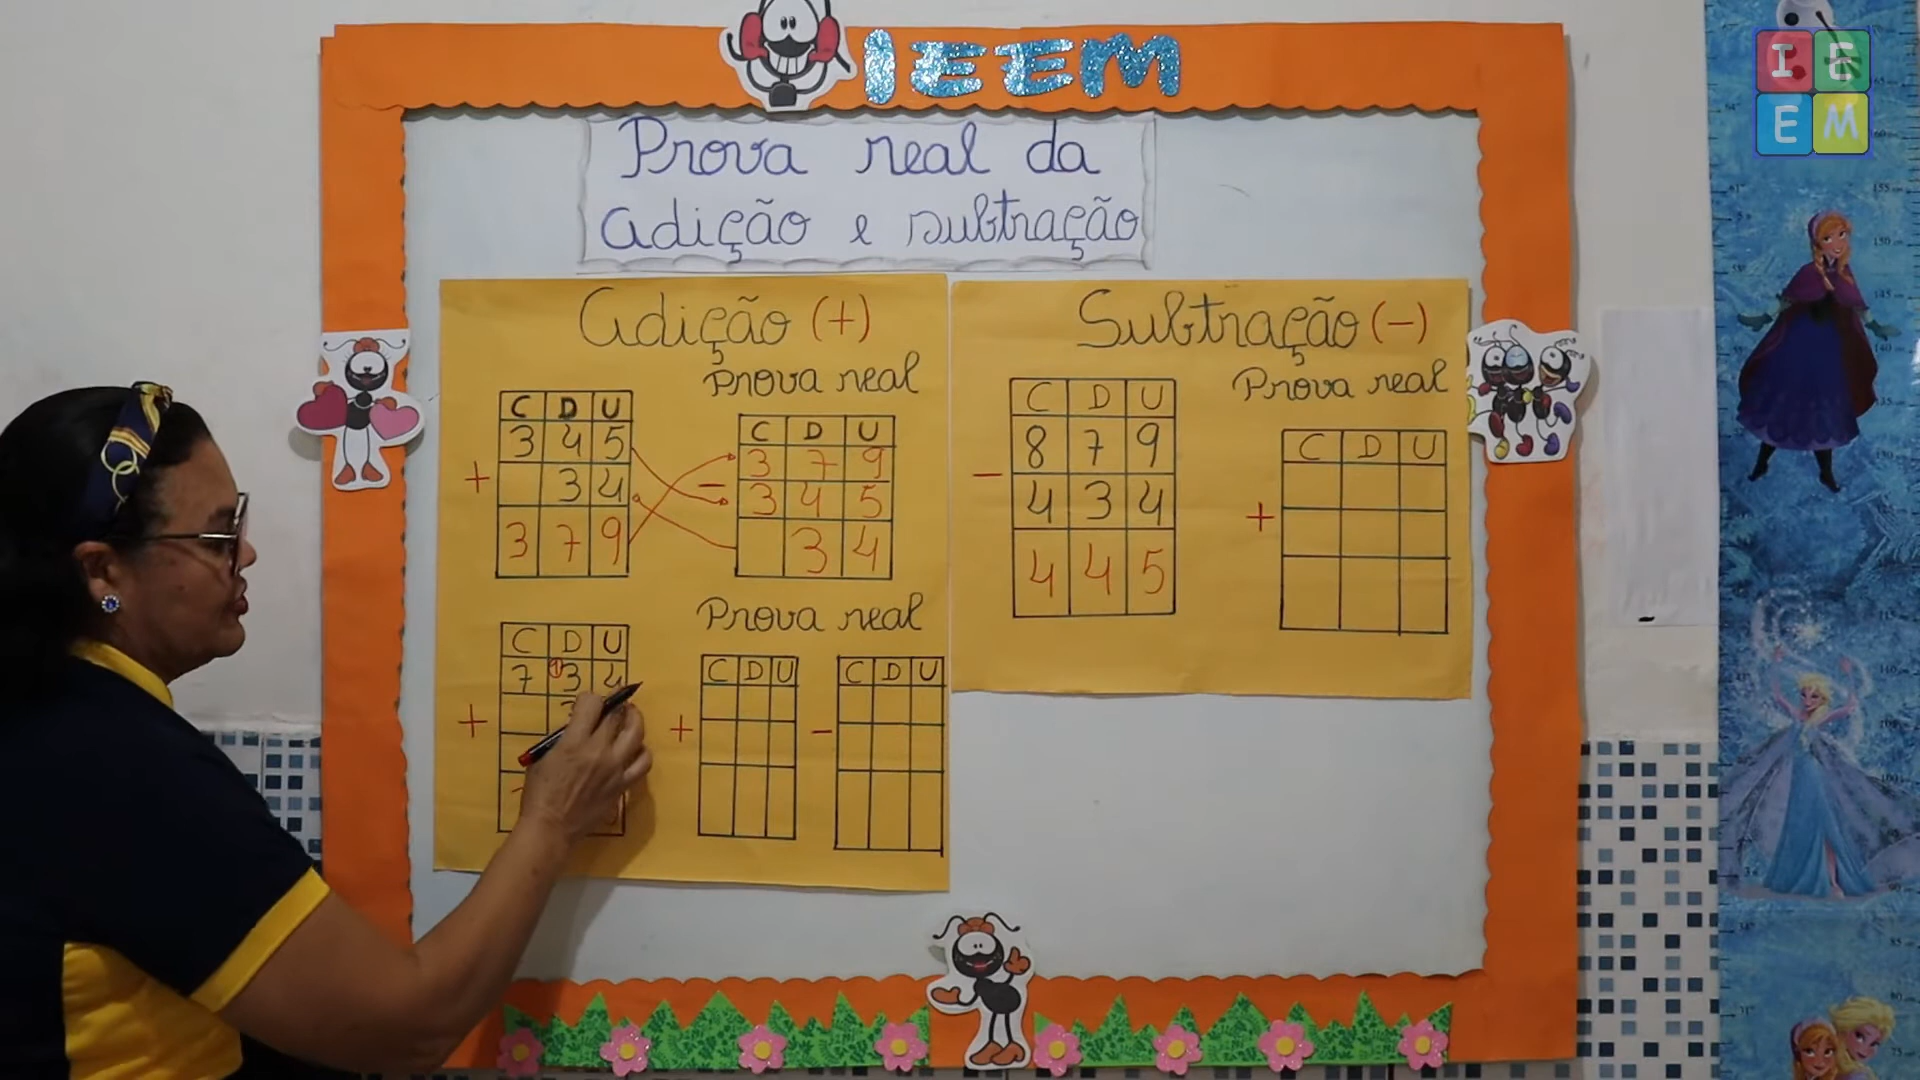 IEEM
I E
E M
Prova real da
adição e subtração
Adição (+)
Prova real
C D U
3 4 5
+ 3 4
3 7 9
C D U
3 7 9
- 3 4 5
3 4
Prova real
C D U
7 ① 3 4
+
C D U
+
C D U
-
Subtração (-)
Prova real
C D U
8 7 9
- 4 3 4
4 4 5
C D U
+